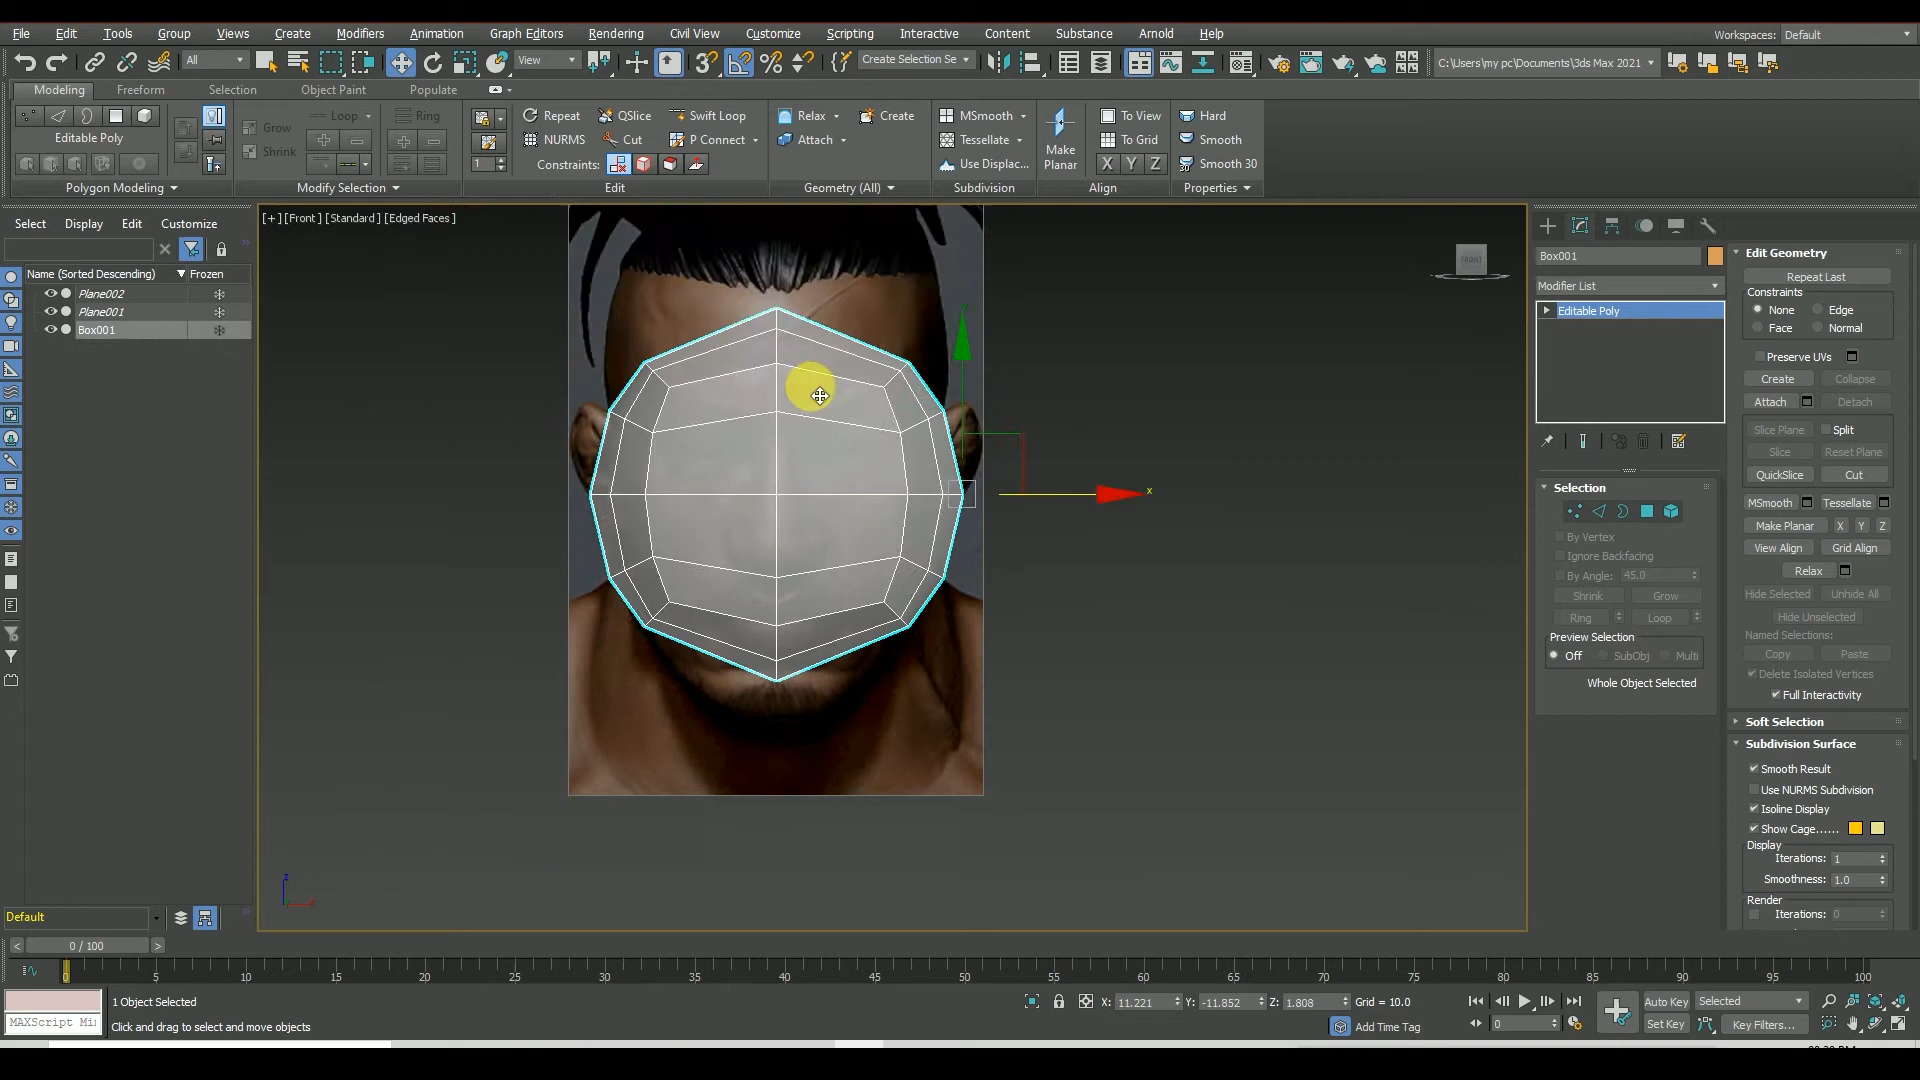 File Edit Tools Group Views Create Modifiers Animation Graph Editors Rendering Civil View Customize Scripting Interactive Content Substance Arnold Help Workspaces: Default
All View Create Selection Se C:\Users\my pc\Documents\3ds Max 2021
Modeling Freeform Selection Object Paint Populate
Editable Poly
Polygon Modeling
Grow Loop Ring
Shrink
Modify Selection
1
Repeat QSlice Swift Loop
NURMS Cut P Connect
Constraints:
Edit
Relax Create
Attach
Geometry (All)
MSmooth
Tessellate
Use Displac...
Subdivision
Make Planar
To View
To Grid
X Y Z
Align
Hard
Smooth
Smooth 30
Properties
Select Display Edit Customize
Name (Sorted Descending) Frozen
Plane002
Plane001
Box001
Default
[+] [Front ] [Standard ] [Edged Faces ]
FRONT
x
z
Box001
Modifier List
Editable Poly
Selection
By Vertex
Ignore Backfacing
By Angle: 45.0
Shrink Grow
Ring Loop
Preview Selection
Off SubObj Multi
Whole Object Selected
Edit Geometry
Repeat Last
Constraints
None Edge
Face Normal
Preserve UVs
Create Collapse
Attach Detach
Slice Plane Split
Slice Reset Plane
QuickSlice Cut
MSmooth Tessellate
Make Planar X Y Z
View Align Grid Align
Relax
Hide Selected Unhide All
Hide Unselected
Named Selections:
Copy Paste
Delete Isolated Vertices
Full Interactivity
Soft Selection
Subdivision Surface
Smooth Result
Use NURMS Subdivision
Isoline Display
Show Cage......
Display
Iterations: 1
Smoothness: 1.0
Render
Iterations: 0
< 0 / 100 >
0 5 10 15 20 25 30 35 40 45 50 55 60 65 70 75 80 85 90 95 100
1 Object Selected X: 11.221 Y: -11.852 Z: 1.808 Grid = 10.0 Auto Key Selected
MAXScript Mi Click and drag to select and move objects Add Time Tag 0 Set Key Key Filters...